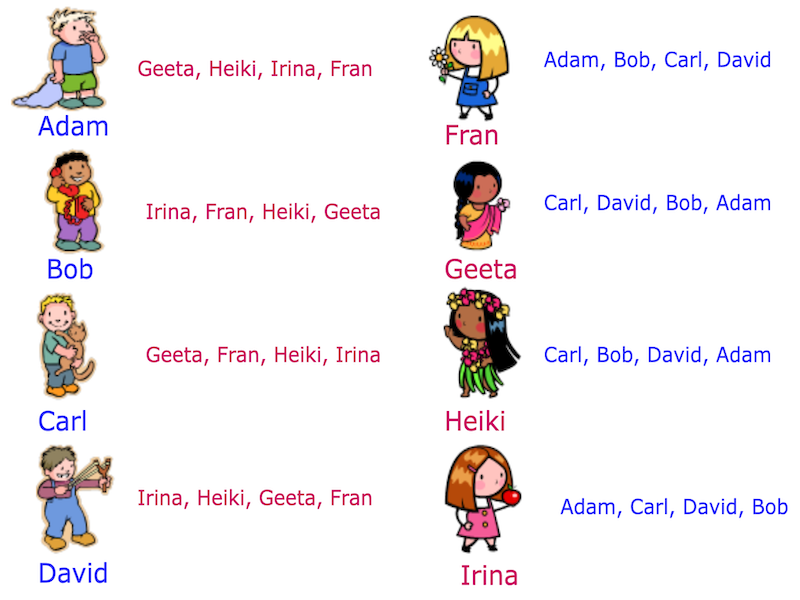 Geeta, Heiki, Irina, Fran
Adam
Adam, Bob, Carl, David
Fran
Irina, Fran, Heiki, Geeta
Bob
Carl, David, Bob, Adam
Geeta
Geeta, Fran, Heiki, Irina
Carl
Carl, Bob, David, Adam
Heiki
Irina, Heiki, Geeta, Fran
David
Adam, Carl, David, Bob
Irina